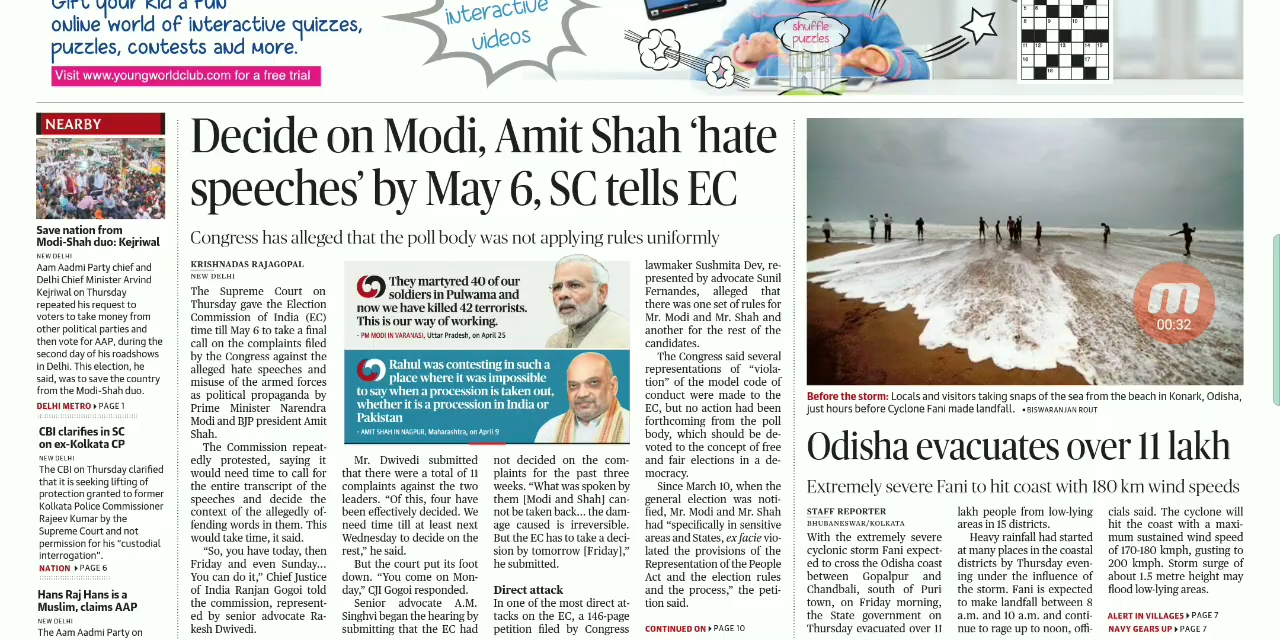 Gift your kid a fun
online world of interactive quizzes,
puzzles, contests and more.
Visit www.youngworldclub.com for a free trial
interactive
videos
shuffle
puzzles
NEARBY
Save nation from
Modi-Shah duo: Kejriwal
NEW DELHI
Aam Aadmi Party chief and
Delhi Chief Minister Arvind
Kejriwal on Thursday
repeated his request to
voters to take money from
other political parties and
then vote for AAP, during the
second day of his roadshows
in Delhi. This election, he
said, was to save the country
from the Modi-Shah duo.
DELHI METRO PAGE 1
CBI clarifies in SC
on ex-Kolkata CP
NEW DELHI
The CBI on Thursday clarified
that it is seeking lifting of
protection granted to former
Kolkata Police Commissioner
Rajeev Kumar by the
Supreme Court and not
permission for his "custodial
interrogation".
NATION PAGE 6
Hans Raj Hans is a
Muslim, claims AAP
NEW DELHI
The Aam Aadmi Party on
Decide on Modi, Amit Shah 'hate
speeches' by May 6, SC tells EC
Congress has alleged that the poll body was not applying rules uniformly
KRISHNADAS RAJAGOPAL
NEW DELHI
The Supreme Court on
Thursday gave the Election
Commission of India (EC)
time till May 6 to take a final
call on the complaints filed
by the Congress against the
alleged hate speeches and
misuse of the armed forces
as political propaganda by
Prime Minister Narendra
Modi and BJP president Amit
Shah.
The Commission repeat-
edly protested, saying it
would need time to call for
the entire transcript of the
speeches and decide the
context of the allegedly of-
fending words in them. This
would take time, it said.
"So, you have today, then
Friday and even Sunday...
You can do it," Chief Justice
of India Ranjan Gogoi told
the commission, represent-
ed by senior advocate Ra-
kesh Dwivedi.
They martyred 40 of our
soldiers in Pulwama and
now we have killed 42 terrorists.
This is our way of working.
- PM MODI IN VARANASI, Uttar Pradesh, on April 25
Rahul was contesting in such a
place where it was impossible
to say when a procession is taken out,
whether it is a procession in India or
Pakistan
- AMIT SHAH IN NAGPUR, Maharashtra, on April 9
Mr. Dwivedi submitted
that there were a total of 11
complaints against the two
leaders. "Of this, four have
been effectively decided. We
need time till at least next
Wednesday to decide on the
rest," he said.
But the court put its foot
down. "You come on Mon-
day," CJI Gogoi responded.
Senior advocate A.M.
Singhvi began the hearing by
submitting that the EC had
not decided on the com-
plaints for the past three
weeks. "What was spoken by
them [Modi and Shah] can-
not be taken back... the dam-
age caused is irreversible.
But the EC has to take a deci-
sion by tomorrow [Friday],"
he submitted.
Direct attack
In one of the most direct at-
tacks on the EC, a 146-page
petition filed by Congress
lawmaker Sushmita Dev, re-
presented by advocate Sunil
Fernandes, alleged that
there was one set of rules for
Mr. Modi and Mr. Shah and
another for the rest of the
candidates.
The Congress said several
representations of "viola-
tion" of the model code of
conduct were made to the
EC, but no action had been
forthcoming from the poll
body, which should be de-
voted to the concept of free
and fair elections in a de-
mocracy.
Since March 10, when the
general election was noti-
fied, Mr. Modi and Mr. Shah
had "specifically in sensitive
areas and States, ex facie vio-
lated the provisions of the
Representation of the People
Act and the election rules
and the process," the peti-
tion said.
CONTINUED ON PAGE 10
m
00:32
Before the storm: Locals and visitors taking snaps of the sea from the beach in Konark, Odisha,
just hours before Cyclone Fani made landfall. • BISWARANJAN ROUT
Odisha evacuates over 11 lakh
Extremely severe Fani to hit coast with 180 km wind speeds
STAFF REPORTER
BHUBANESWAR/KOLKATA
With the extremely severe
cyclonic storm Fani expect-
ed to cross the Odisha coast
between Gopalpur and
Chandbali, south of Puri
town, on Friday morning,
the State government on
Thursday evacuated over 11
lakh people from low-lying
areas in 15 districts.
Heavy rainfall had started
at many places in the coastal
districts by Thursday even-
ing under the influence of
the storm. Fani is expected
to make landfall between 8
a.m. and 10 a.m. and conti-
nue to rage up to noon, offi-
cials said. The cyclone will
hit the coast with a maxi-
mum sustained wind speed
of 170-180 kmph, gusting to
200 kmph. Storm surge of
about 1.5 metre height may
flood low-lying areas.
ALERT IN VILLAGES PAGE 7
NAVY GEARS UP PAGE 7